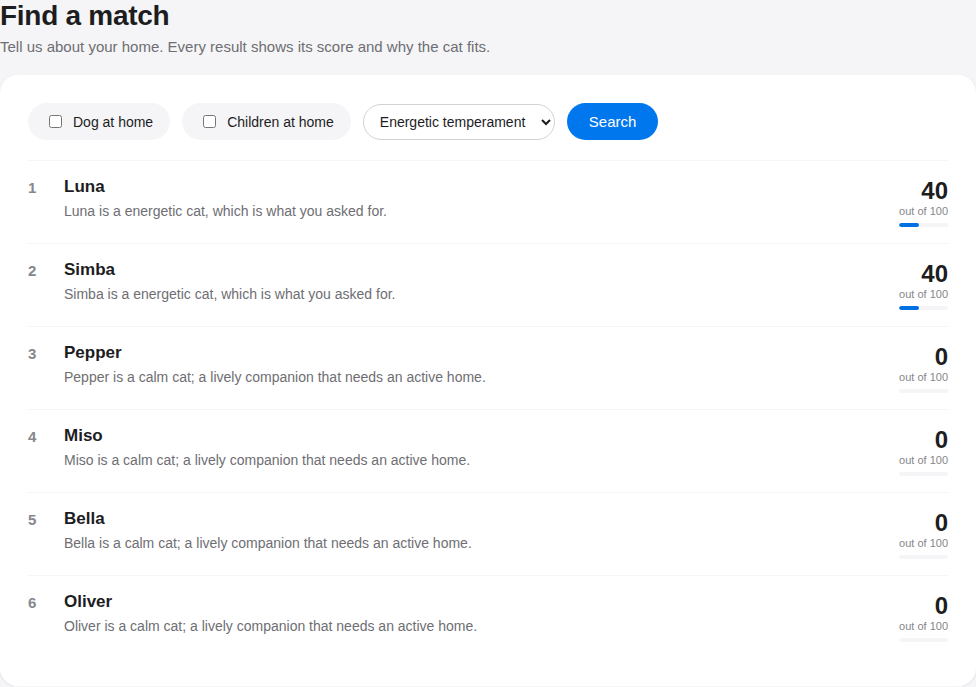 Find a match
Tell us about your home. Every result shows its score and why the cat fits.
Dog at home
Children at home
Energetic temperament
Search
1
Luna
Luna is a energetic cat, which is what you asked for.
40
out of 100
2
Simba
Simba is a energetic cat, which is what you asked for.
40
out of 100
3
Pepper
Pepper is a calm cat; a lively companion that needs an active home.
0
out of 100
4
Miso
Miso is a calm cat; a lively companion that needs an active home.
0
out of 100
5
Bella
Bella is a calm cat; a lively companion that needs an active home.
0
out of 100
6
Oliver
Oliver is a calm cat; a lively companion that needs an active home.
0
out of 100